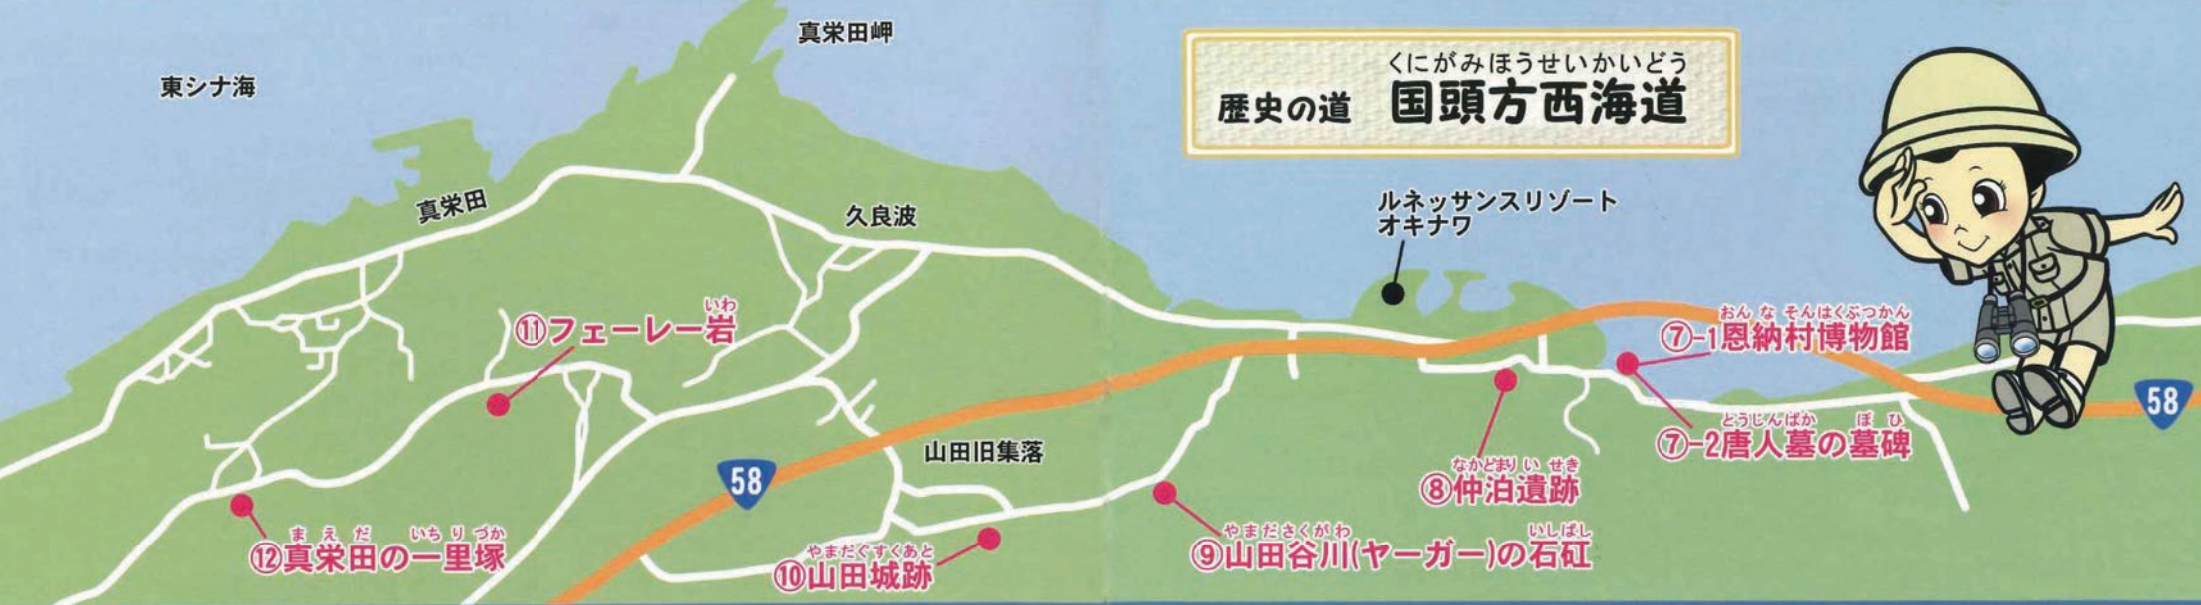 真栄田岬
東シナ海
くにがみほうせいかいどう
歴史の道 国頭方西海道
真栄田
久良波
ルネッサンスリゾート
オキナワ
いわ
⑪フェーレー岩
おんなそんはくぶつかん
⑦-1恩納村博物館
58
58
とうじんばか ぼひ
⑦-2唐人墓の墓碑
山田旧集落
なかどまりいせき
⑧仲泊遺跡
まえだ いちりづか
⑫真栄田の一里塚
やまだぐすくあと
⑩山田城跡
やまださくがわ いしばし
⑨山田谷川(ヤーガー)の石矼